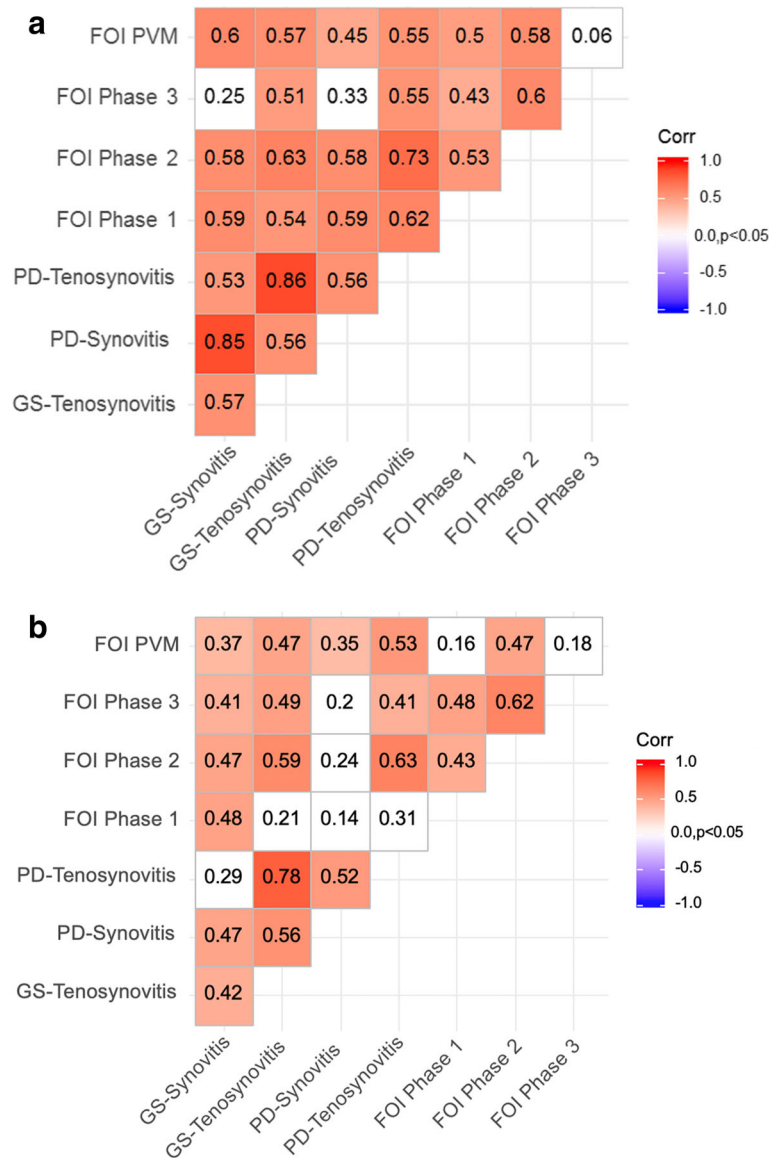 a
FOI PVM 0.6 0.57 0.45 0.55 0.5 0.58 0.06
FOI Phase 3 0.25 0.51 0.33 0.55 0.43 0.6
FOI Phase 2 0.58 0.63 0.58 0.73 0.53
FOI Phase 1 0.59 0.54 0.59 0.62
PD-Tenosynovitis 0.53 0.86 0.56
PD-Synovitis 0.85 0.56
GS-Tenosynovitis 0.57
GS-Synovitis GS-Tenosynovitis PD-Synovitis PD-Tenosynovitis FOI Phase 1 FOI Phase 2 FOI Phase 3
Corr
1.0
0.5
0.0,p<0.05
-0.5
-1.0
b
FOI PVM 0.37 0.47 0.35 0.53 0.16 0.47 0.18
FOI Phase 3 0.41 0.49 0.2 0.41 0.48 0.62
FOI Phase 2 0.47 0.59 0.24 0.63 0.43
FOI Phase 1 0.48 0.21 0.14 0.31
PD-Tenosynovitis 0.29 0.78 0.52
PD-Synovitis 0.47 0.56
GS-Tenosynovitis 0.42
GS-Synovitis GS-Tenosynovitis PD-Synovitis PD-Tenosynovitis FOI Phase 1 FOI Phase 2 FOI Phase 3
Corr
1.0
0.5
0.0,p<0.05
-0.5
-1.0